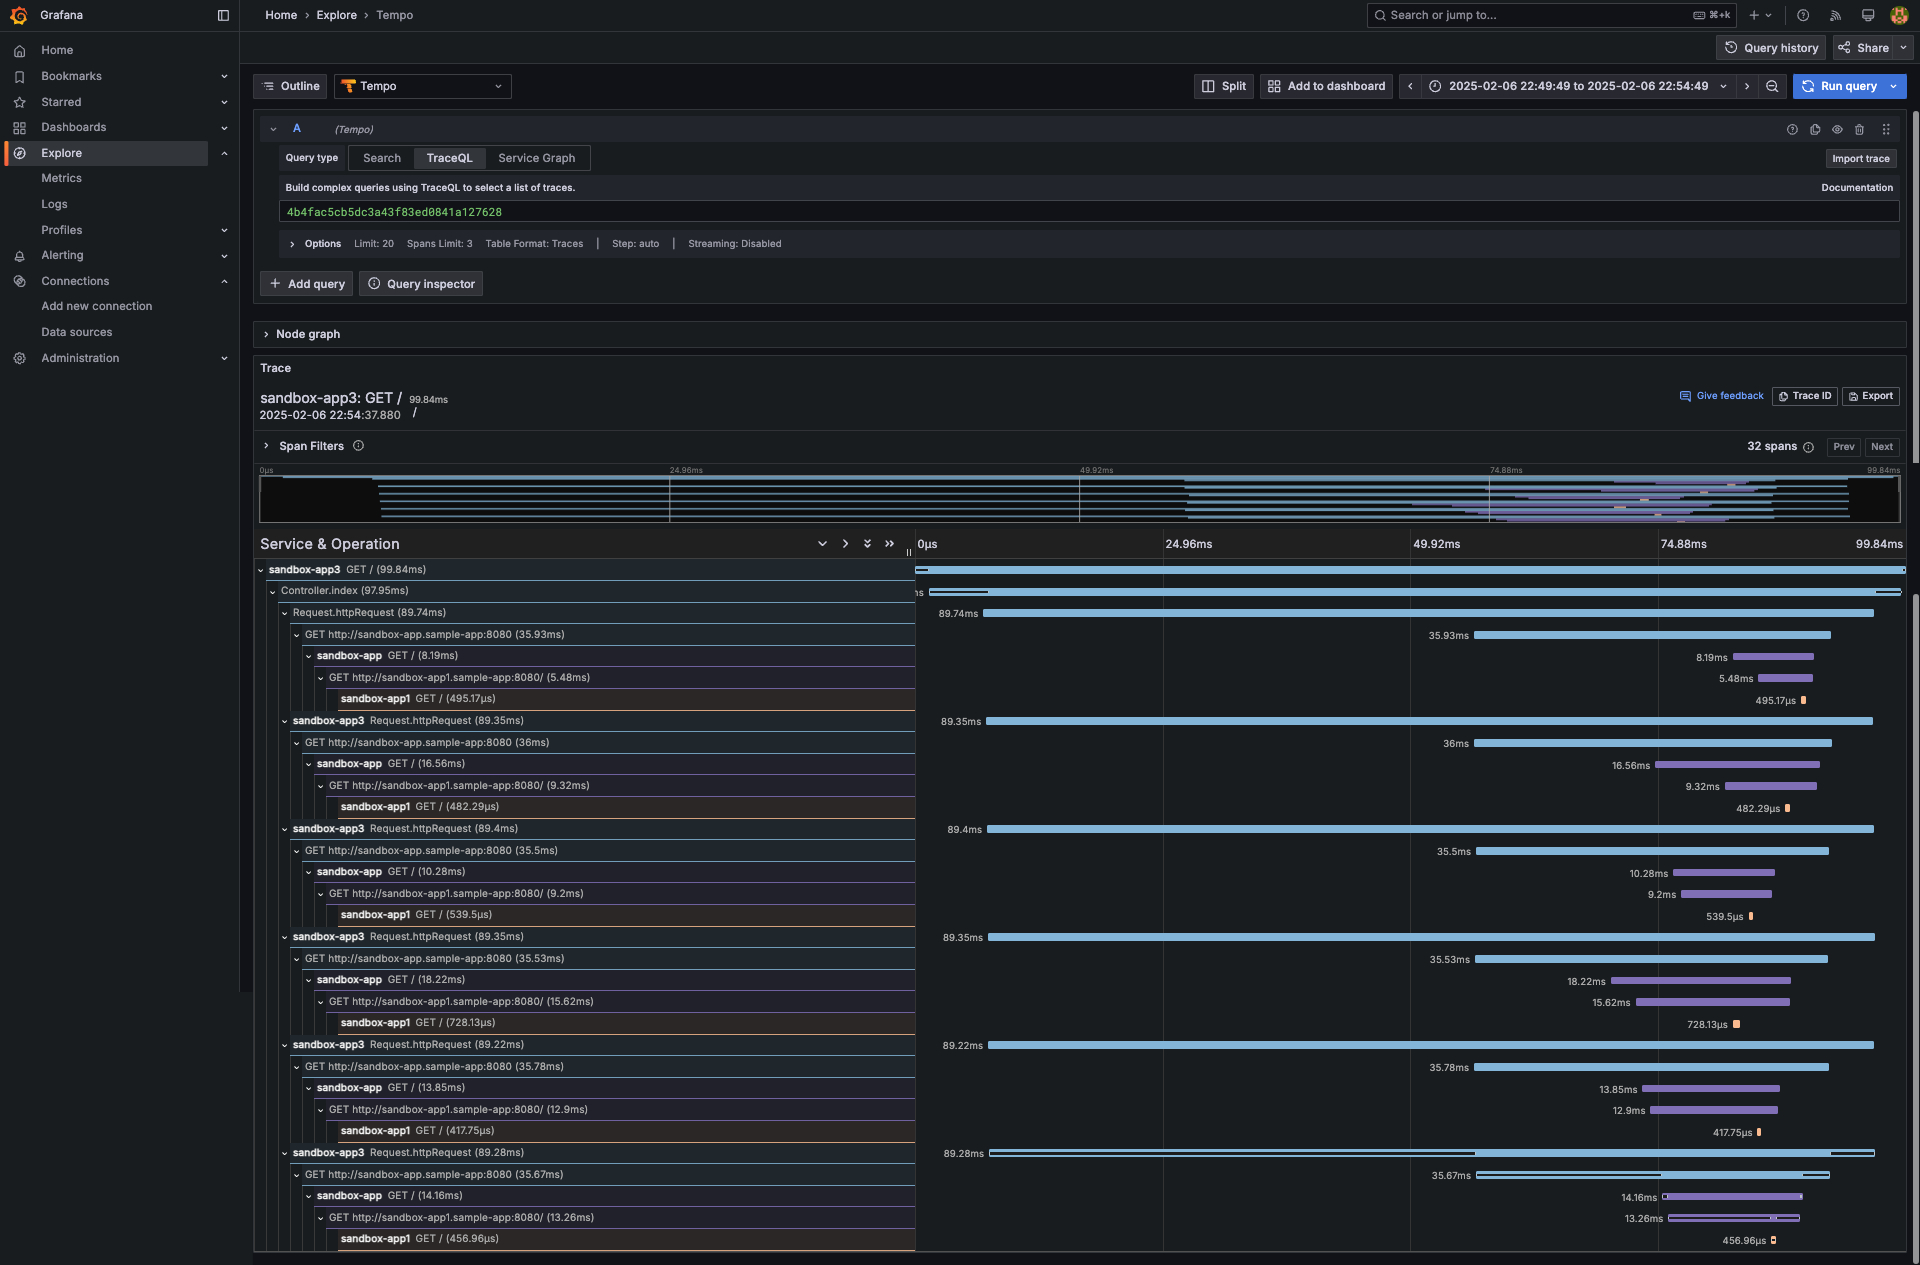 Grafana
Home › Explore › Tempo
Search or jump to...
⌘+k
Home
Bookmarks
Starred
Dashboards
Explore
Metrics
Logs
Profiles
Alerting
Connections
Add new connection
Data sources
Administration
Query history
Share
Outline
Tempo
Split
Add to dashboard
2025-02-06 22:49:49 to 2025-02-06 22:54:49
Run query
A (Tempo)
Query type Search TraceQL Service Graph
Import trace
Build complex queries using TraceQL to select a list of traces.
Documentation
4b4fac5cb5dc3a43f83ed0841a127628
Options Limit: 20 Spans Limit: 3 Table Format: Traces | Step: auto | Streaming: Disabled
+ Add query
Query inspector
Node graph
Trace
sandbox-app3: GET / 99.84ms
2025-02-06 22:54:37.880 /
Give feedback
Trace ID
Export
Span Filters
32 spans
Prev
Next
0μs 24.96ms 49.92ms 74.88ms 99.84ms
Service & Operation
0μs 24.96ms 49.92ms 74.88ms 99.84ms
sandbox-app3 GET / (99.84ms)
Controller.index (97.95ms)
Request.httpRequest (89.74ms) 89.74ms
GET http://sandbox-app.sample-app:8080 (35.93ms) 35.93ms
sandbox-app GET / (8.19ms) 8.19ms
GET http://sandbox-app1.sample-app:8080/ (5.48ms) 5.48ms
sandbox-app1 GET / (495.17μs) 495.17μs
sandbox-app3 Request.httpRequest (89.35ms) 89.35ms
GET http://sandbox-app.sample-app:8080 (36ms) 36ms
sandbox-app GET / (16.56ms) 16.56ms
GET http://sandbox-app1.sample-app:8080/ (9.32ms) 9.32ms
sandbox-app1 GET / (482.29μs) 482.29μs
sandbox-app3 Request.httpRequest (89.4ms) 89.4ms
GET http://sandbox-app.sample-app:8080 (35.5ms) 35.5ms
sandbox-app GET / (10.28ms) 10.28ms
GET http://sandbox-app1.sample-app:8080/ (9.2ms) 9.2ms
sandbox-app1 GET / (539.5μs) 539.5μs
sandbox-app3 Request.httpRequest (89.35ms) 89.35ms
GET http://sandbox-app.sample-app:8080 (35.53ms) 35.53ms
sandbox-app GET / (18.22ms) 18.22ms
GET http://sandbox-app1.sample-app:8080/ (15.62ms) 15.62ms
sandbox-app1 GET / (728.13μs) 728.13μs
sandbox-app3 Request.httpRequest (89.22ms) 89.22ms
GET http://sandbox-app.sample-app:8080 (35.78ms) 35.78ms
sandbox-app GET / (13.85ms) 13.85ms
GET http://sandbox-app1.sample-app:8080/ (12.9ms) 12.9ms
sandbox-app1 GET / (417.75μs) 417.75μs
sandbox-app3 Request.httpRequest (89.28ms) 89.28ms
GET http://sandbox-app.sample-app:8080 (35.67ms) 35.67ms
sandbox-app GET / (14.16ms) 14.16ms
GET http://sandbox-app1.sample-app:8080/ (13.26ms) 13.26ms
sandbox-app1 GET / (456.96μs) 456.96μs